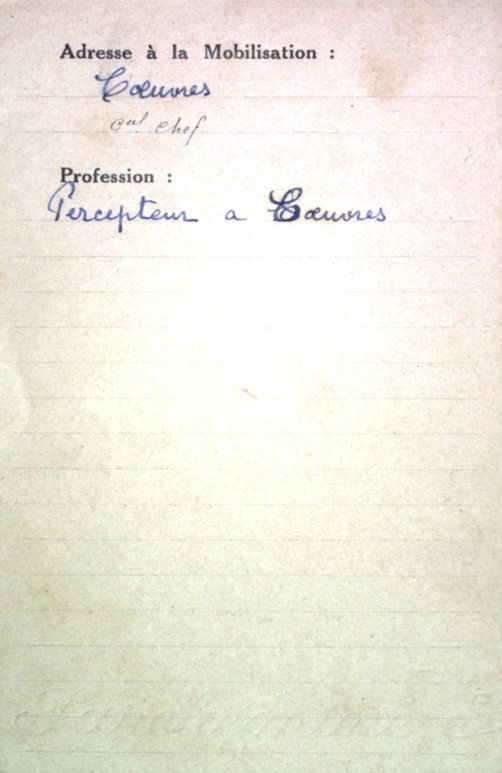 Adresse à la Mobilisation :
Cœuvres
cal chef
Profession :
Percepteur a Cœuvres